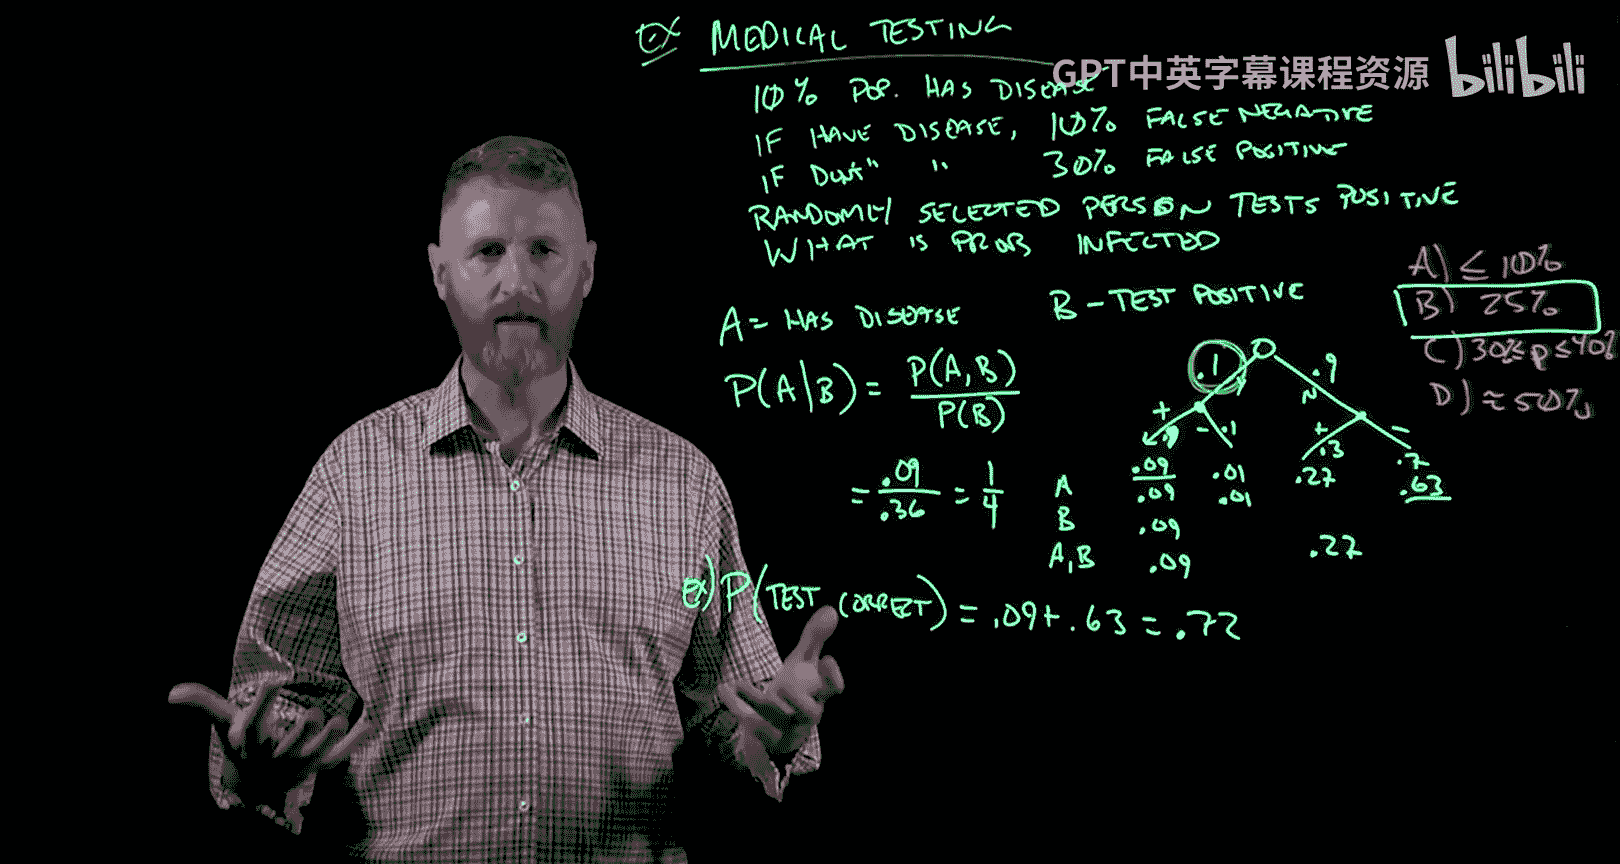 EX MEDICAL TESTING
GPT中英字幕课程资源 bilibili
10% POP. HAS DISEASE
IF HAVE DISEASE, 10% FALSE NEGATIVE
IF DON'T " 30% FALSE POSITIVE
RANDOMLY SELECTED PERSON TESTS POSITIVE
WHAT IS PROB INFECTED
A) ≤ 10%
B) 25%
C) 30% ≤ p ≤ 40%
D) ≈ 50%
A = HAS DISEASE
B - TEST POSITIVE
P(A|B) = P(A,B) / P(B)
= .09 / .36 = 1/4
.1 .9
Y N
+ .9 - .1 + .3 - .7
.09 .01 .27 .63
A .09 .01
B .09 .27
A,B .09
EX) P(TEST CORRECT) = .09 + .63 = .72